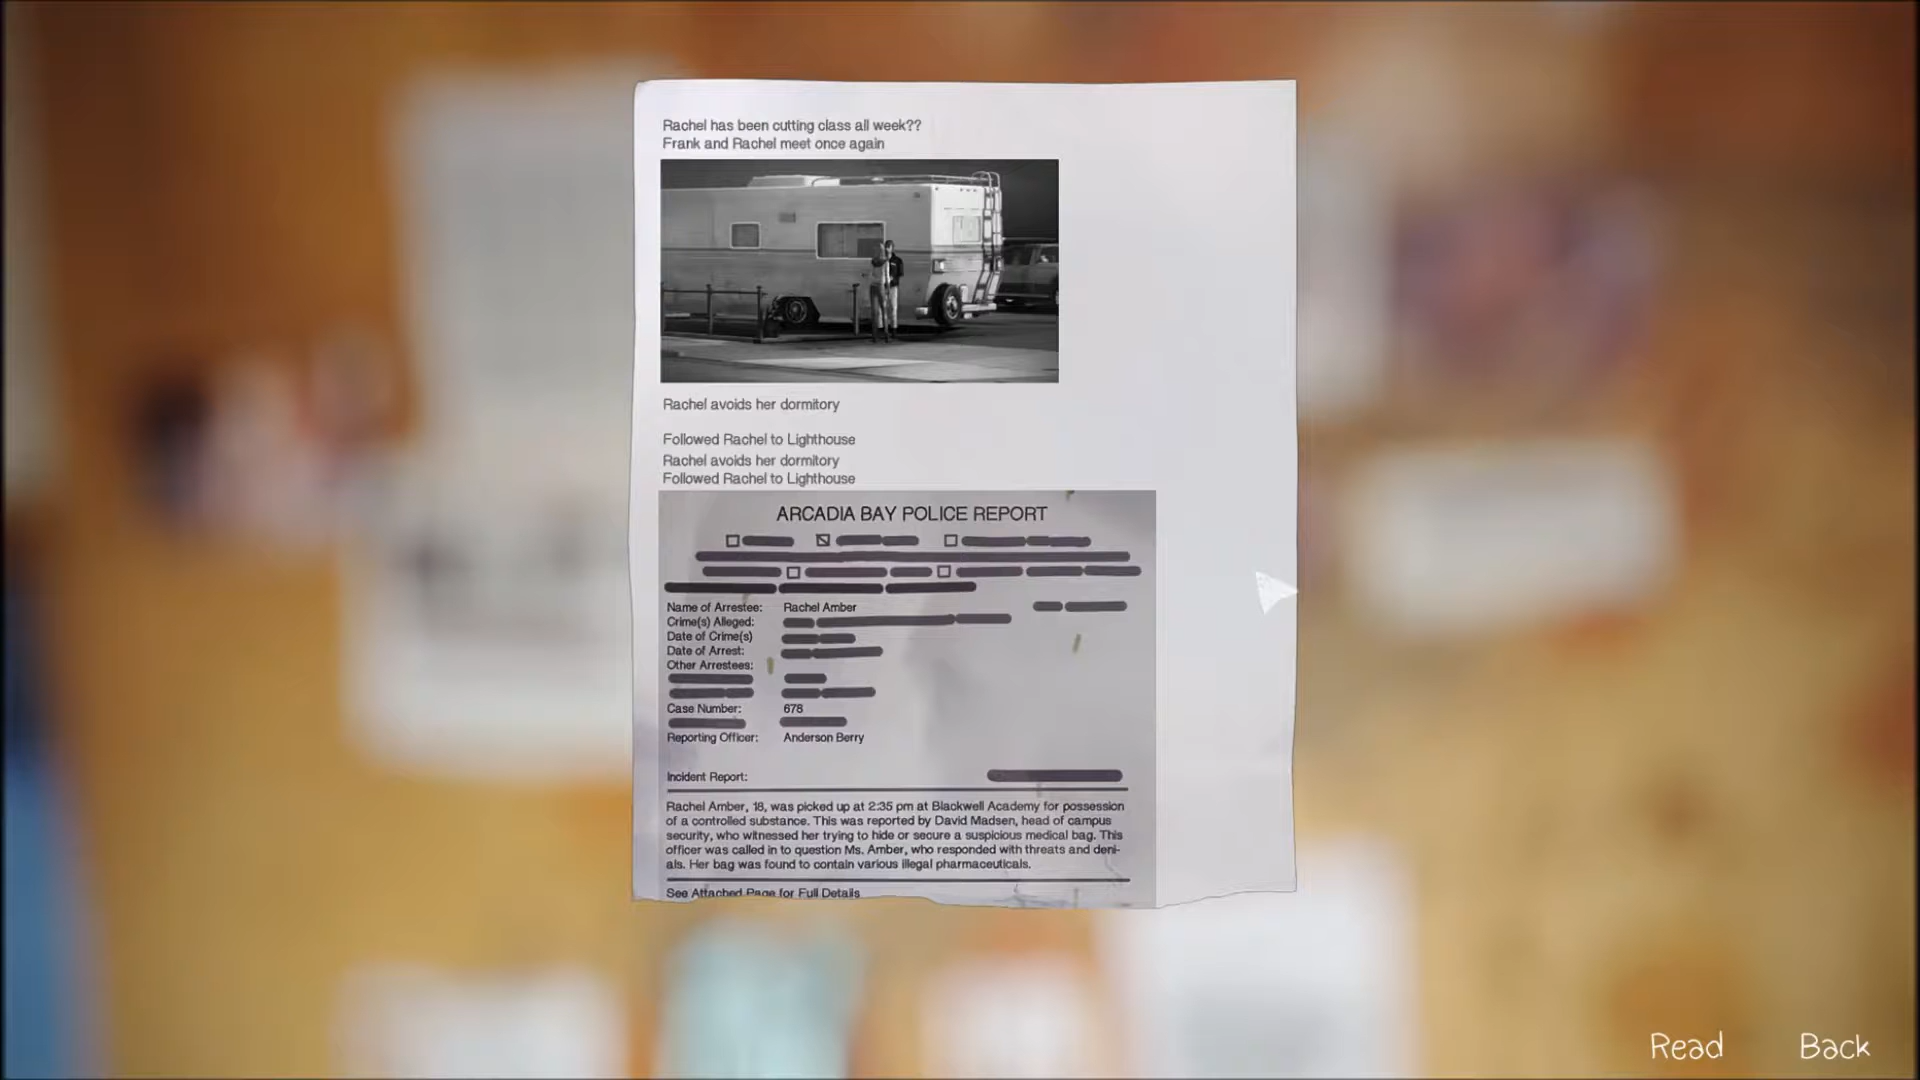 Rachel has been cutting class all week??
Frank and Rachel meet once again
Rachel avoids her dormitory
Followed Rachel to Lighthouse
Rachel avoids her dormitory
Followed Rachel to Lighthouse
ARCADIA BAY POLICE REPORT
Name of Arrestee: Rachel Amber
Crime(s) Alleged:
Date of Crime(s)
Date of Arrest:
Other Arrestees:
Case Number: 678
Reporting Officer: Anderson Berry
Incident Report:
Rachel Amber, 18, was picked up at 2:35 pm at Blackwell Academy for possession
of a controlled substance. This was reported by David Madsen, head of campus
security, who witnessed her trying to hide or secure a suspicious medical bag. This
officer was called in to question Ms. Amber, who responded with threats and deni-
als. Her bag was found to contain various illegal pharmaceuticals.
See Attached Page for Full Details
Read Back